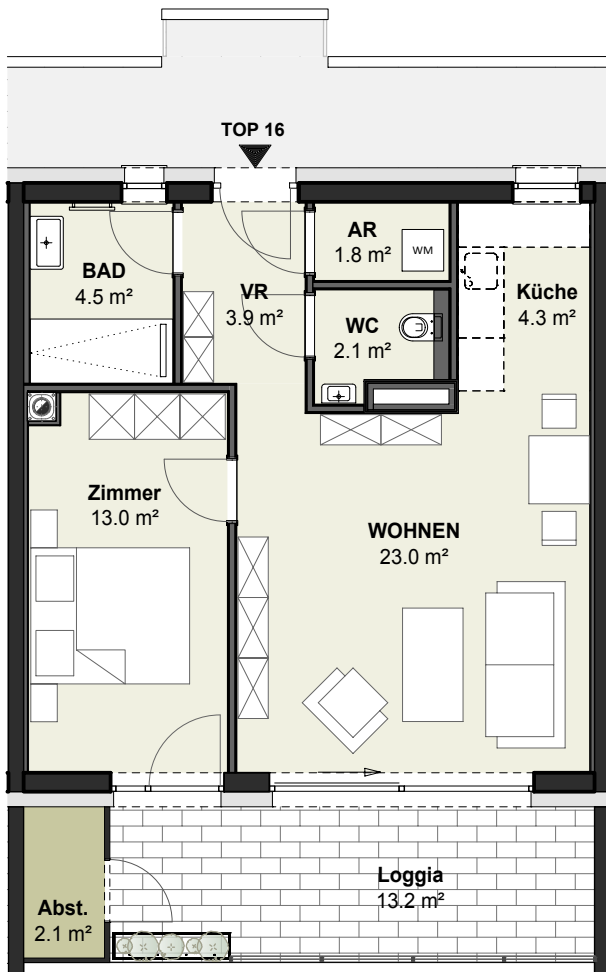 TOP 16
AR
1.8 m²
WM
BAD
4.5 m²
VR
3.9 m²
WC
2.1 m²
Küche
4.3 m²
Zimmer
13.0 m²
WOHNEN
23.0 m²
Loggia
13.2 m²
Abst.
2.1 m²